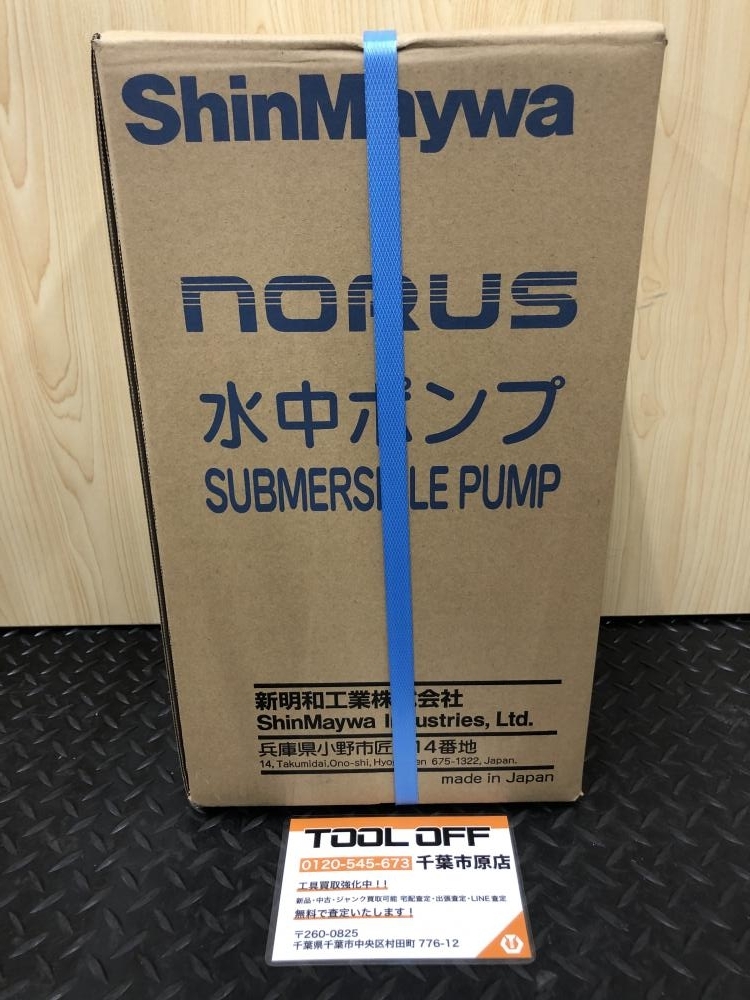 ShinMaywa
NORUS
水中ポンプ
SUBMERSIBLE PUMP
新明和工業株式会社
ShinMaywa Industries, Ltd.
兵庫県小野市匠台14番地
14, Takumidai, Ono-shi, Hyogo-ken 675-1322, Japan.
made in Japan
TOOL OFF
0120-545-673 千葉市原店
工具買取強化中！！
新品・中古・ジャンク買取可能 宅配査定・出張査定・LINE査定
無料で査定いたします！
〒260-0825
千葉県千葉市中央区村田町 776-12